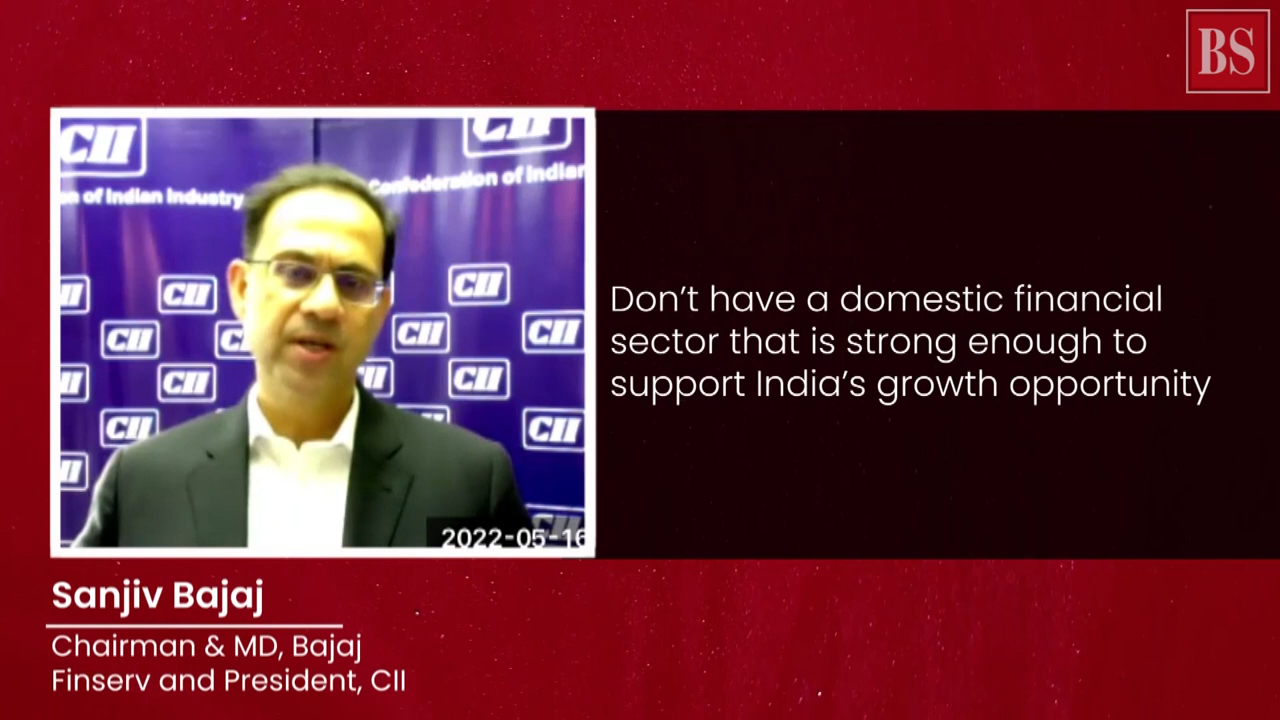 BS
CII
CII
n of Indian Industry
Confederation of Indian
CII
CII
CII
CII
CII
CII
CII
CII
CII
CII
2022-05-16
Don't have a domestic financial
sector that is strong enough to
support India's growth opportunity
Sanjiv Bajaj
Chairman & MD, Bajaj
Finserv and President, CII